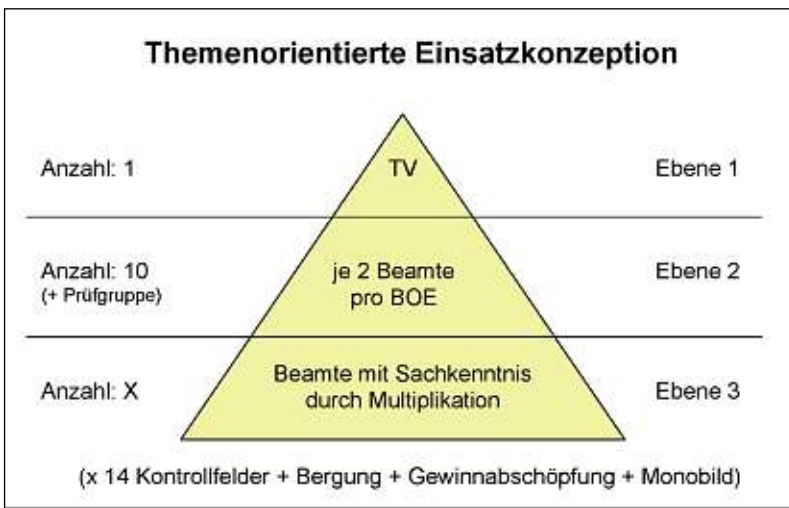 Themenorientierte Einsatzkonzeption
Anzahl: 1
TV
Ebene 1
Anzahl: 10
(+ Prüfgruppe)
je 2 Beamte
pro BOE
Ebene 2
Anzahl: X
Beamte mit Sachkenntnis
durch Multiplikation
Ebene 3
(x 14 Kontrollfelder + Bergung + Gewinnabschöpfung + Monobild)